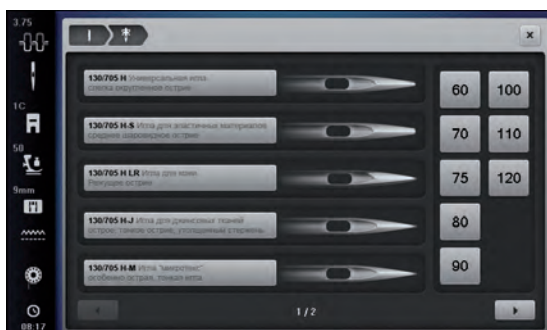 3.75
130/705 H Универсальная игла
слегка округленное острие
60
100
130/705 H-S Игла для эластичных материалов
среднее шаровидное острие
70
110
1C
50
130/705 H LR Игла для кожи
Режущее острие
75
120
9mm
130/705 H-J Игла для джинсовых тканей
острое, тонкое острие, утолщенный стержень
80
130/705 H-M Игла "микротекс"
особенно острая, тонкая игла
90
1/2
08:17